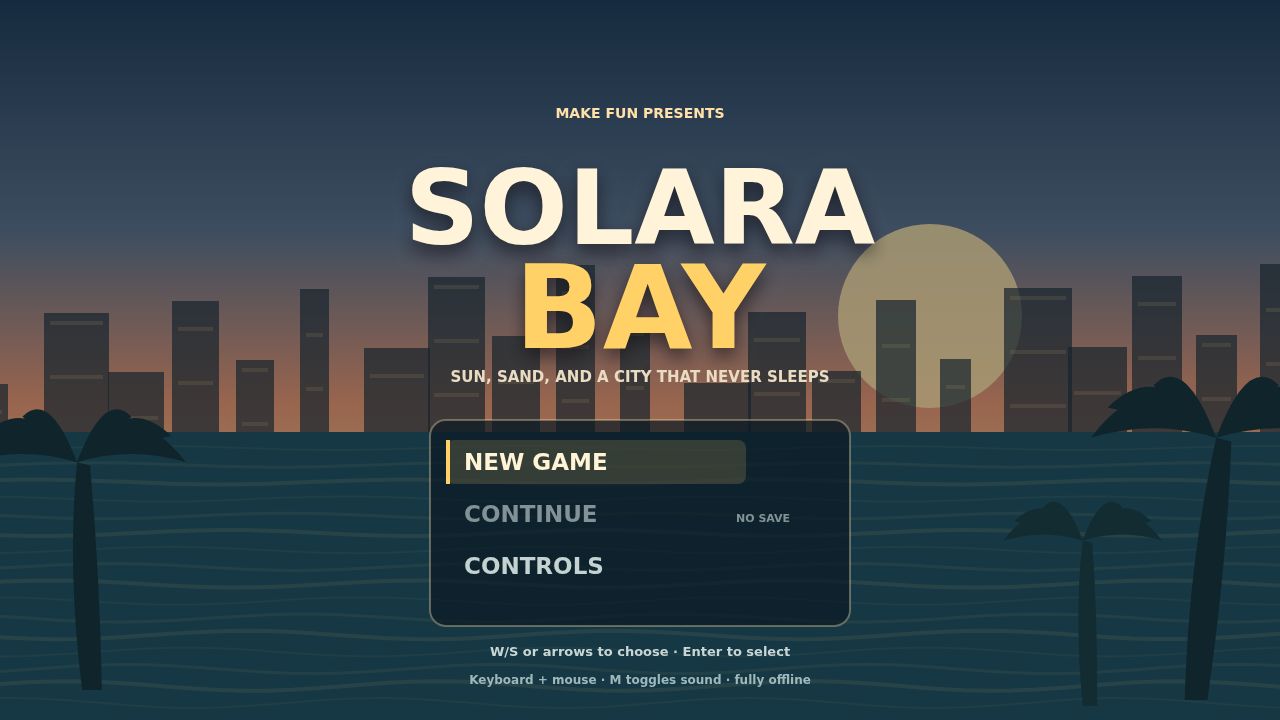 MAKE FUN PRESENTS
SOLARA
BAY
SUN, SAND, AND A CITY THAT NEVER SLEEPS
NEW GAME
CONTINUE NO SAVE
CONTROLS
W/S or arrows to choose · Enter to select
Keyboard + mouse · M toggles sound · fully offline